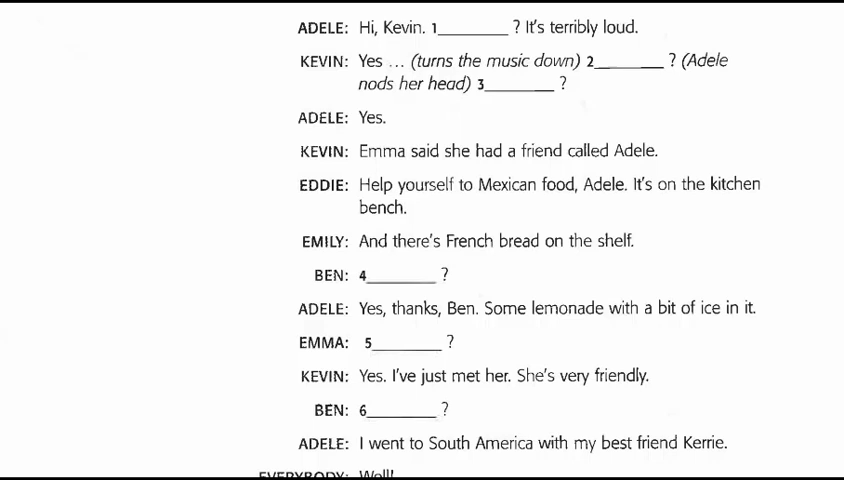 ADELE: Hi, Kevin. 1________ ? It's terribly loud.
KEVIN: Yes ... (turns the music down) 2________ ? (Adele
nods her head) 3________ ?
ADELE: Yes.
KEVIN: Emma said she had a friend called Adele.
EDDIE: Help yourself to Mexican food, Adele. It's on the kitchen
bench.
EMILY: And there's French bread on the shelf.
BEN: 4________ ?
ADELE: Yes, thanks, Ben. Some lemonade with a bit of ice in it.
EMMA: 5________ ?
KEVIN: Yes. I've just met her. She's very friendly.
BEN: 6________ ?
ADELE: I went to South America with my best friend Kerrie.
EVERYBODY: Well!